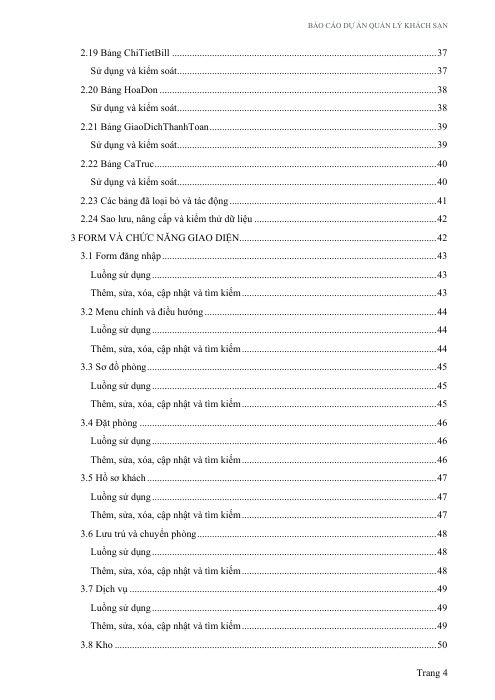 BÁO CÁO DỰ ÁN QUẢN LÝ KHÁCH SẠN
2.19 Bảng ChiTietBill ........ 37
Sử dụng và kiểm soát ........ 37
2.20 Bảng HoaDon ........ 38
Sử dụng và kiểm soát ........ 38
2.21 Bảng GiaoDichThanhToan ........ 39
Sử dụng và kiểm soát ........ 39
2.22 Bảng CaTruc ........ 40
Sử dụng và kiểm soát ........ 40
2.23 Các bảng đã loại bỏ và tác động ........ 41
2.24 Sao lưu, nâng cấp và kiểm thử dữ liệu ........ 42
3 FORM VÀ CHỨC NĂNG GIAO DIỆN ........ 42
3.1 Form đăng nhập ........ 43
Luồng sử dụng ........ 43
Thêm, sửa, xóa, cập nhật và tìm kiếm ........ 43
3.2 Menu chính và điều hướng ........ 44
Luồng sử dụng ........ 44
Thêm, sửa, xóa, cập nhật và tìm kiếm ........ 44
3.3 Sơ đồ phòng ........ 45
Luồng sử dụng ........ 45
Thêm, sửa, xóa, cập nhật và tìm kiếm ........ 45
3.4 Đặt phòng ........ 46
Luồng sử dụng ........ 46
Thêm, sửa, xóa, cập nhật và tìm kiếm ........ 46
3.5 Hồ sơ khách ........ 47
Luồng sử dụng ........ 47
Thêm, sửa, xóa, cập nhật và tìm kiếm ........ 47
3.6 Lưu trú và chuyển phòng ........ 48
Luồng sử dụng ........ 48
Thêm, sửa, xóa, cập nhật và tìm kiếm ........ 48
3.7 Dịch vụ ........ 49
Luồng sử dụng ........ 49
Thêm, sửa, xóa, cập nhật và tìm kiếm ........ 49
3.8 Kho ........ 50
Trang 4